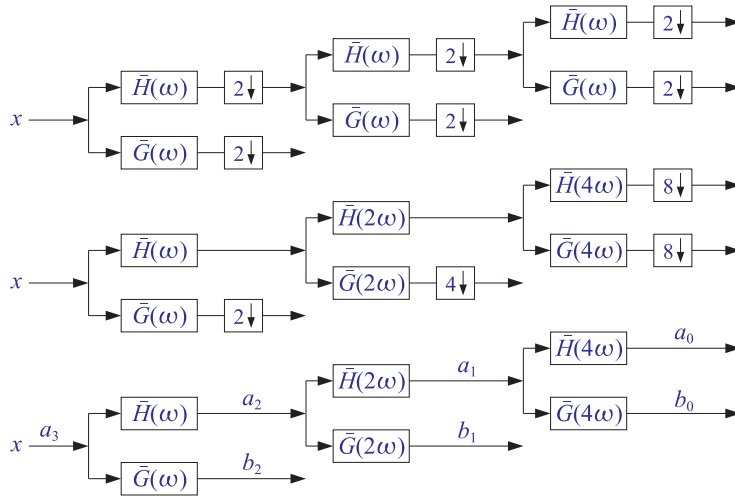 H̄(ω) 2↓
H̄(ω) 2↓
H̄(ω) 2↓ Ḡ(ω) 2↓
x
Ḡ(ω) 2↓
Ḡ(ω) 2↓
H̄(4ω) 8↓
H̄(2ω)
H̄(ω) Ḡ(4ω) 8↓
x Ḡ(2ω) 4↓
Ḡ(ω) 2↓
H̄(4ω) a₀
H̄(2ω) a₁
H̄(ω) a₂ Ḡ(4ω) b₀
x a₃ Ḡ(2ω) b₁
Ḡ(ω) b₂